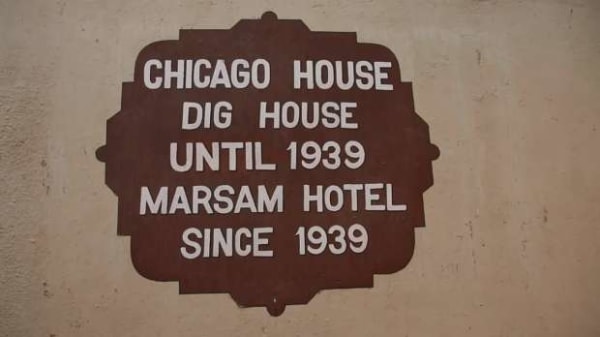 CHICAGO HOUSE
DIG HOUSE
UNTIL 1939
MARSAM HOTEL
SINCE 1939